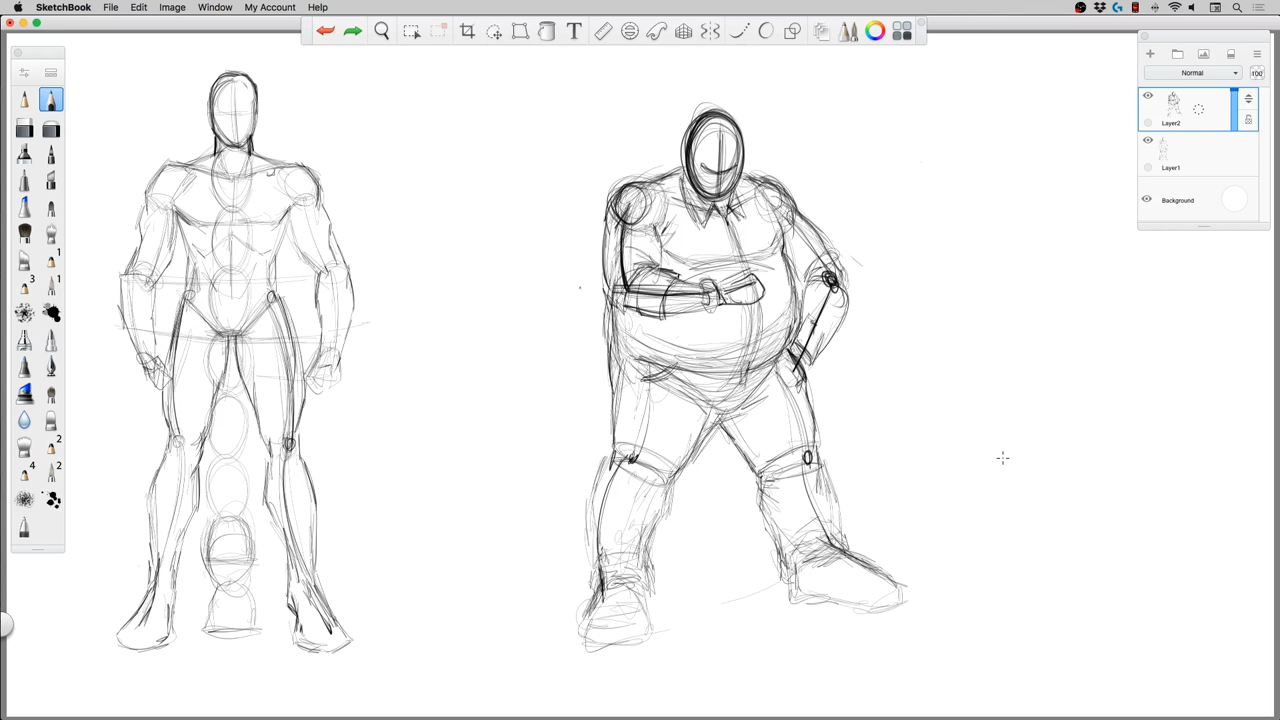 SketchBook File Edit Image Window My Account Help
T
Normal 100
Layer2
Layer1
Background
1
3 1
2
4 2